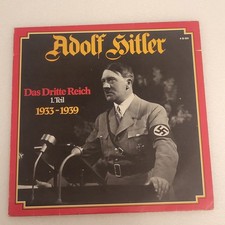 Adolf Hitler
Das Dritte Reich
1. Teil
1933-1939